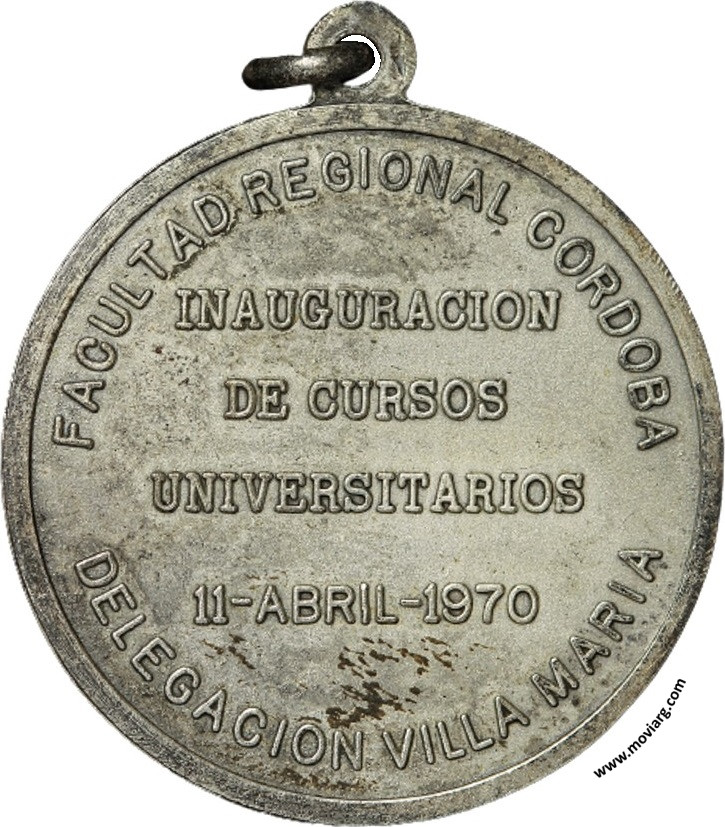 FACULTAD REGIONAL CORDOBA
INAUGURACION
DE CURSOS
UNIVERSITARIOS
11-ABRIL-1970
DELEGACION VILLA MARIA
www.moviarg.com